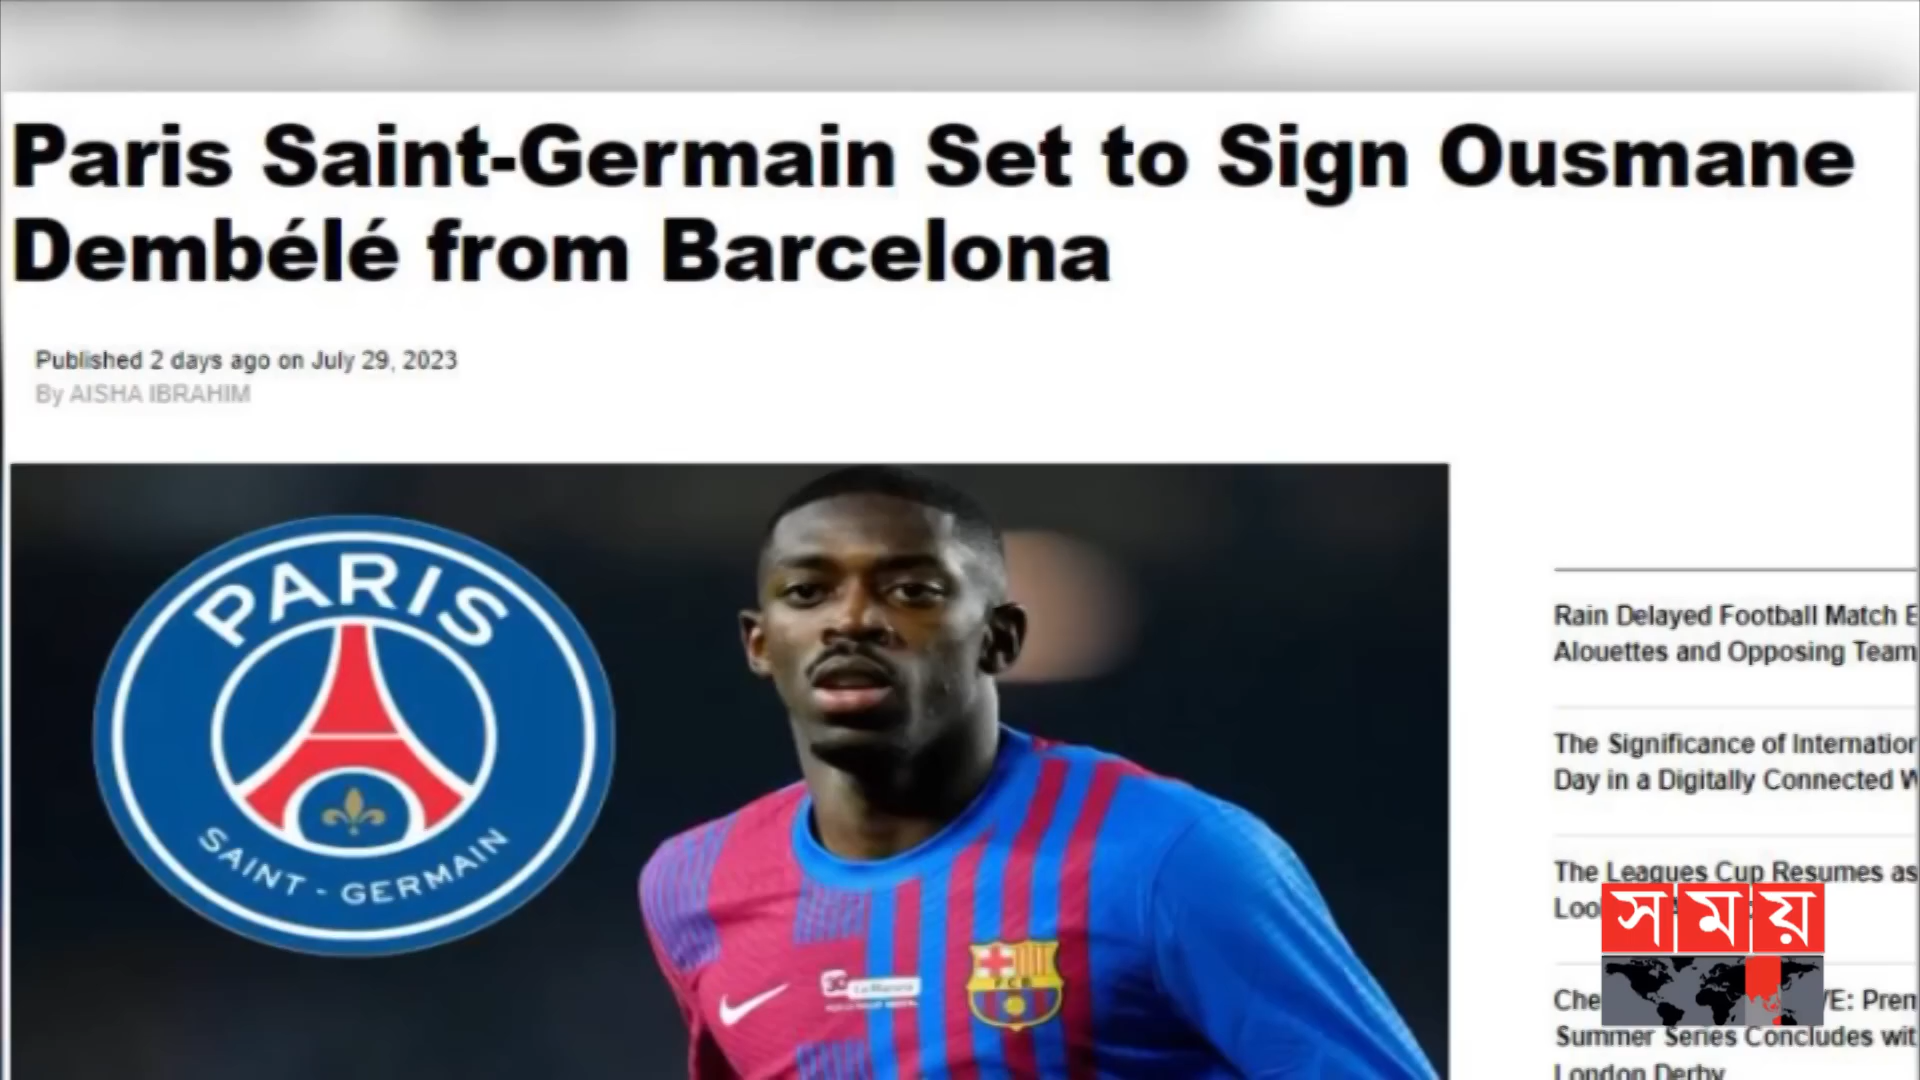 Paris Saint-Germain Set to Sign Ousmane
Dembélé from Barcelona
Published 2 days ago on July 29, 2023
By AISHA IBRAHIM
PARIS
SAINT - GERMAIN
FCB
Rain Delayed Football Match
Alouettes and Opposing Team
The Significance of
Day in a Digitally Connected
The Leagues Cup Resumes as
সময়
Summer Series Concludes
London Derby